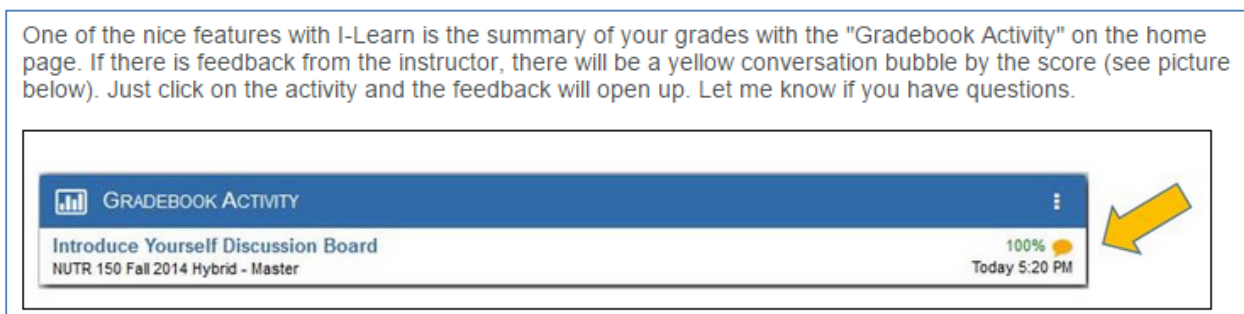 One of the nice features with I-Learn is the summary of your grades with the "Gradebook Activity" on the home
page. If there is feedback from the instructor, there will be a yellow conversation bubble by the score (see picture
below). Just click on the activity and the feedback will open up. Let me know if you have questions.
GRADEBOOK ACTIVITY
Introduce Yourself Discussion Board
100%
NUTR 150 Fall 2014 Hybrid - Master
Today 5:20 PM